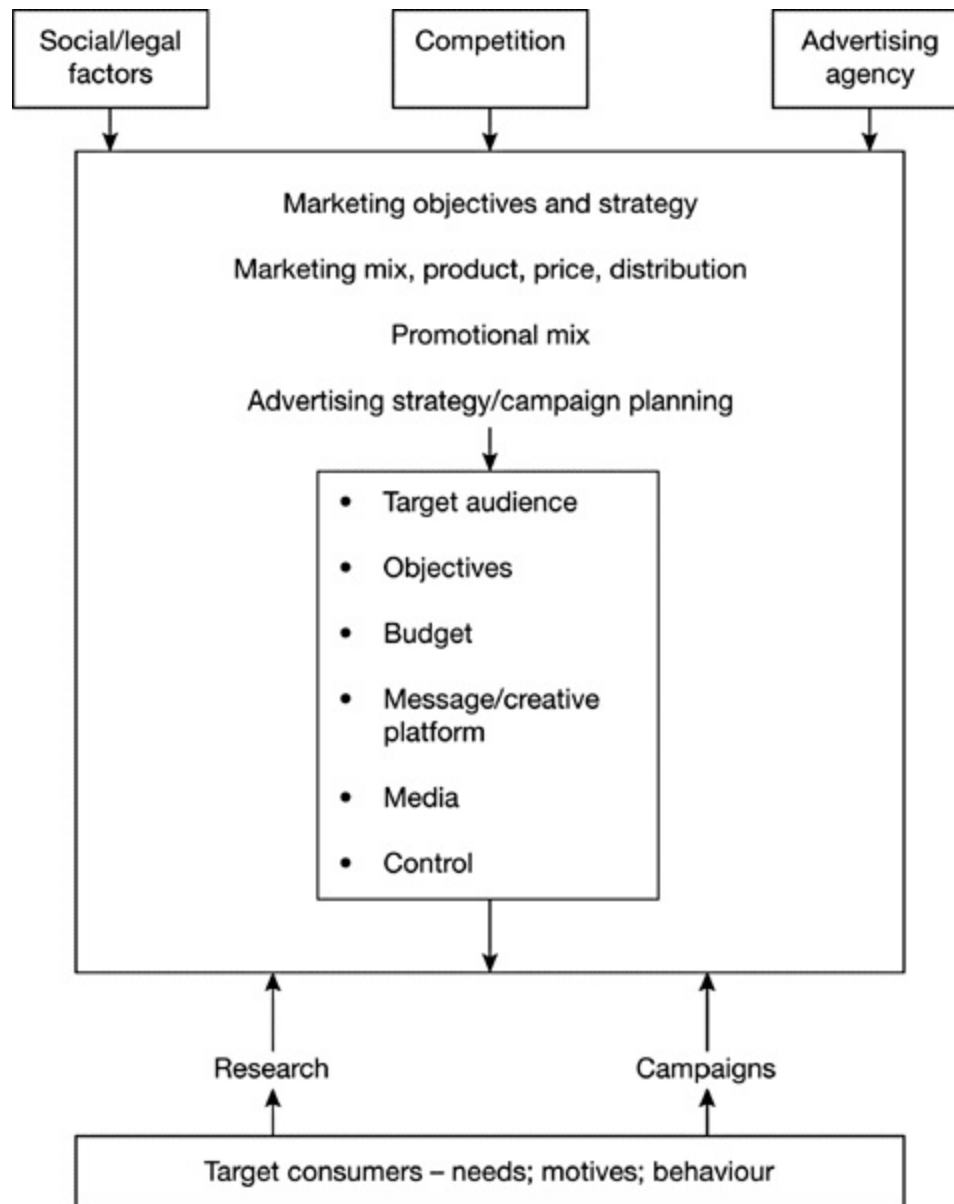 Social/legal
factors
Competition
Advertising
agency
Marketing objectives and strategy
Marketing mix, product, price, distribution
Promotional mix
Advertising strategy/campaign planning
• Target audience
• Objectives
• Budget
• Message/creative
platform
• Media
• Control
Research
Campaigns
Target consumers – needs; motives; behaviour